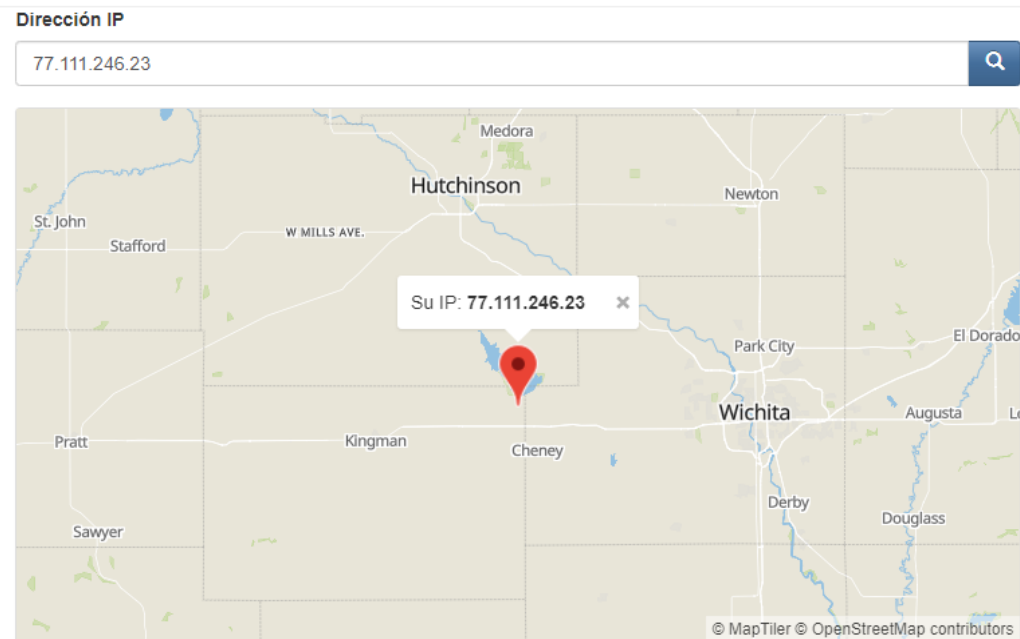 Dirección IP
77.111.246.23
Medora
Hutchinson
Newton
St. John
W MILLS AVE.
Stafford
Su IP: 77.111.246.23 ×
El Dorado
Park City
Wichita
Augusta
Pratt
Kingman
Cheney
Derby
Douglass
Sawyer
© MapTiler © OpenStreetMap contributors